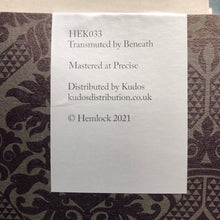 HEK033
Transmuted by Beneath
Mastered at Precise
Distributed by Kudos
kudosdistribution.co.uk
© Hemlock 2021